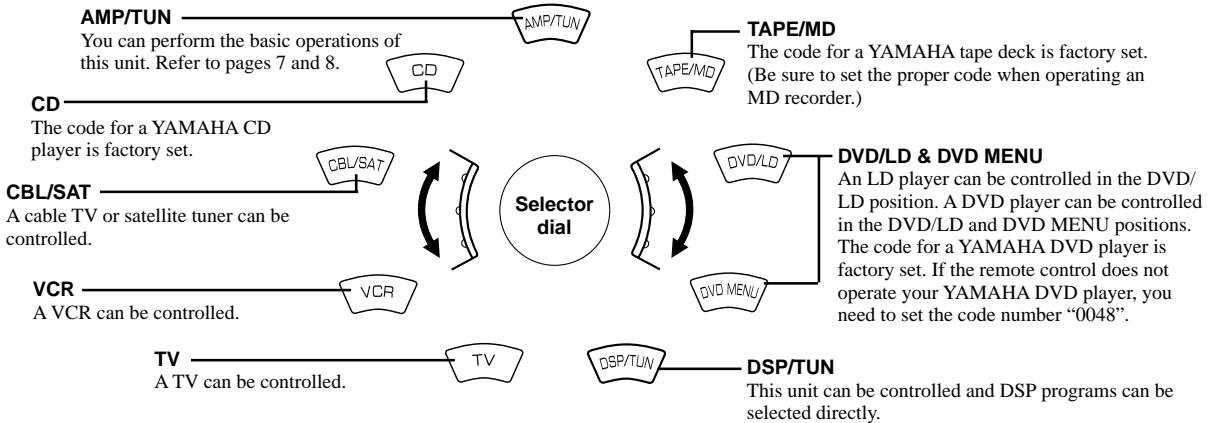 AMP/TUN
You can perform the basic operations of
this unit. Refer to pages 7 and 8.
CD
The code for a YAMAHA CD
player is factory set.
CBL/SAT
A cable TV or satellite tuner can be
controlled.
VCR
A VCR can be controlled.
TV
A TV can be controlled.
AMP/TUN
CD
CBL/SAT
VCR
TV
Selector
dial
TAPE/MD
DVD/LD
DVD MENU
DSP/TUN
TAPE/MD
The code for a YAMAHA tape deck is factory set.
(Be sure to set the proper code when operating an
MD recorder.)
DVD/LD & DVD MENU
An LD player can be controlled in the DVD/
LD position. A DVD player can be controlled
in the DVD/LD and DVD MENU positions.
The code for a YAMAHA DVD player is
factory set. If the remote control does not
operate your YAMAHA DVD player, you
need to set the code number “0048”.
DSP/TUN
This unit can be controlled and DSP programs can be
selected directly.